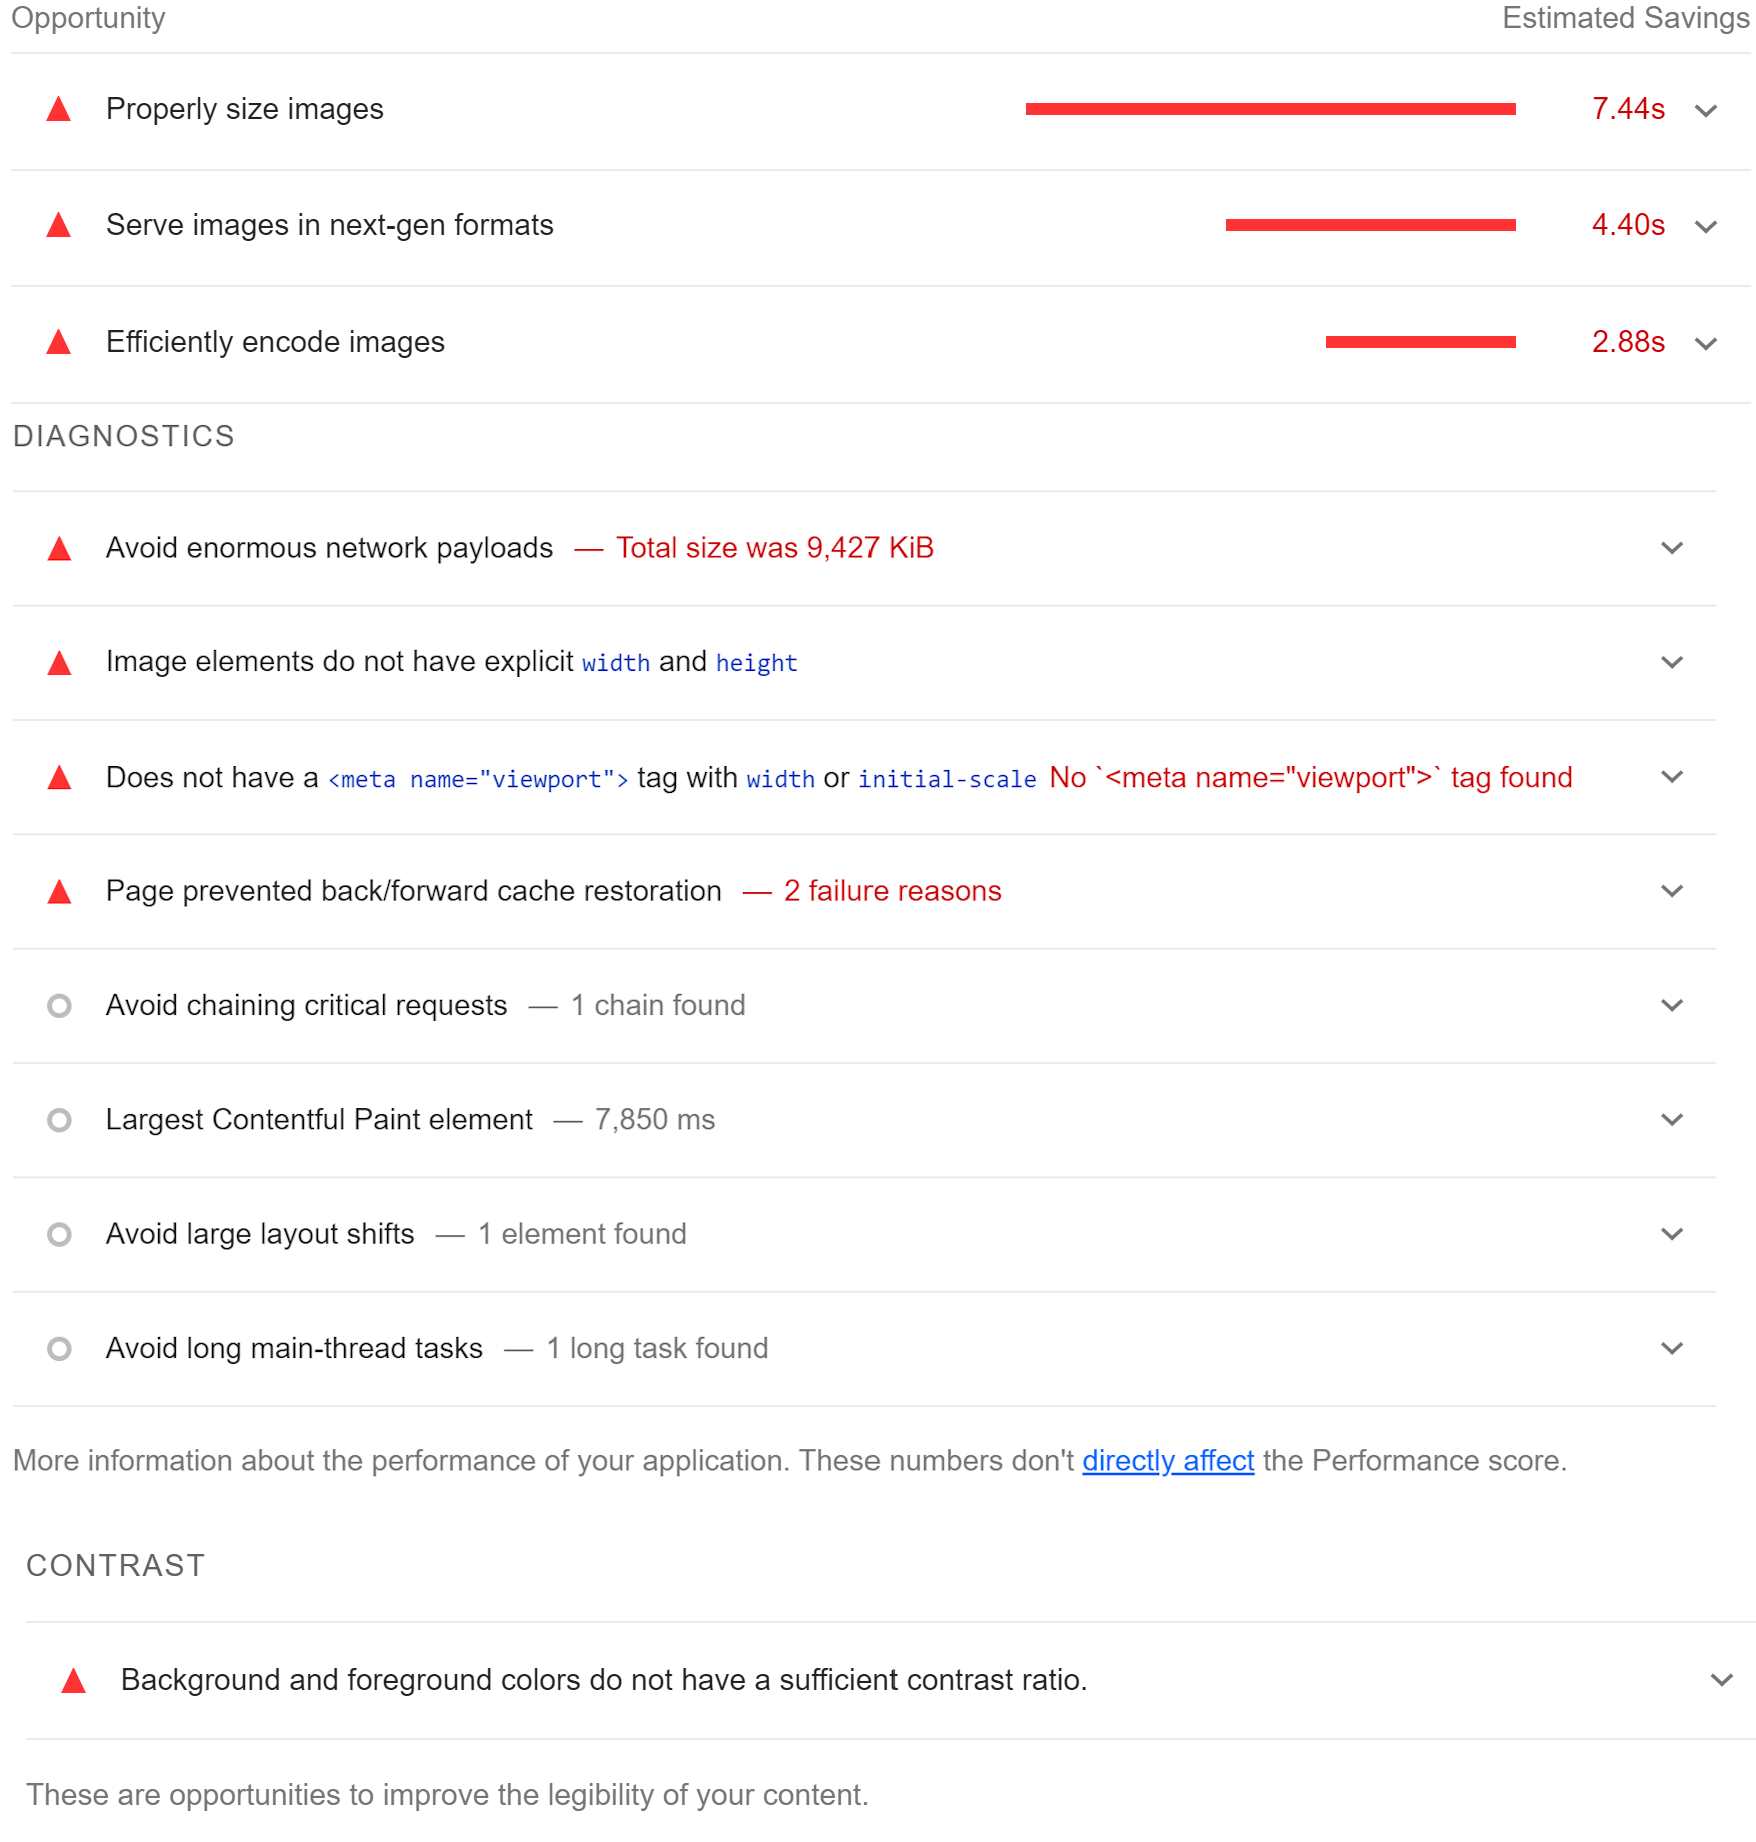 Opportunity Estimated Savings
Properly size images 7.44s
Serve images in next-gen formats 4.40s
Efficiently encode images 2.88s
DIAGNOSTICS
Avoid enormous network payloads — Total size was 9,427 KiB
Image elements do not have explicit width and height
Does not have a <meta name="viewport"> tag with width or initial-scale No `<meta name="viewport">` tag found
Page prevented back/forward cache restoration — 2 failure reasons
Avoid chaining critical requests — 1 chain found
Largest Contentful Paint element — 7,850 ms
Avoid large layout shifts — 1 element found
Avoid long main-thread tasks — 1 long task found
More information about the performance of your application. These numbers don't directly affect the Performance score.
CONTRAST
Background and foreground colors do not have a sufficient contrast ratio.
These are opportunities to improve the legibility of your content.